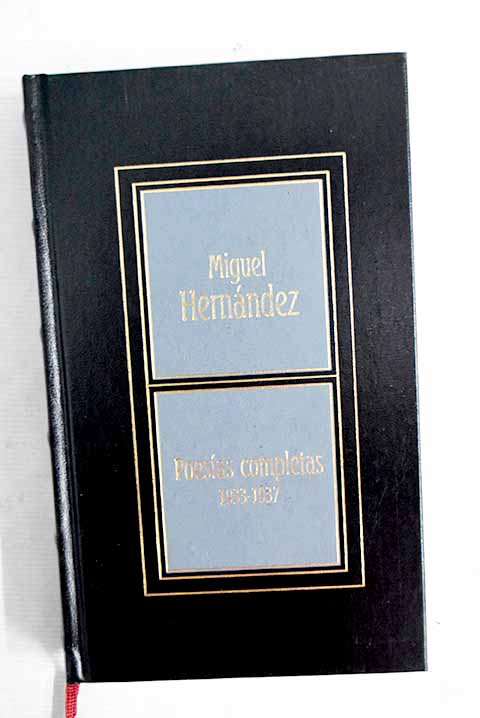 Miguel
Hernández
Poesías completas
1933-1937